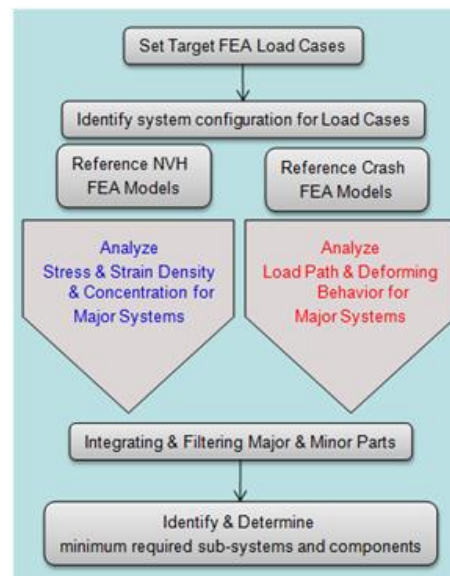 Set Target FEA Load Cases
Identify system configuration for Load Cases
Reference NVH
FEA Models
Reference Crash
FEA Models
Analyze
Stress & Strain Density
& Concentration for
Major Systems
Analyze
Load Path & Deforming
Behavior for
Major Systems
Integrating & Filtering Major & Minor Parts
Identify & Determine
minimum required sub-systems and components